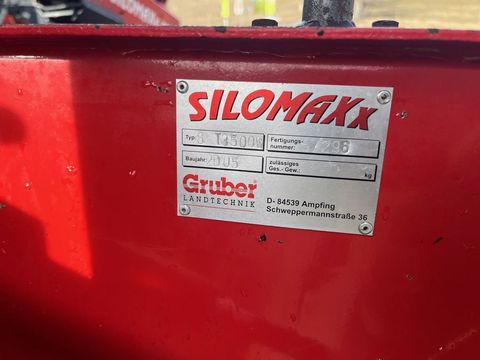 SILOMAXx
Typ:
Fertigungs-
nummer:
Baujahr: 2005
zulässiges
Ges.- Gew.: kg
Gruber
LANDTECHNIK
D- 84539 Ampfing
Schweppermannstraße 36